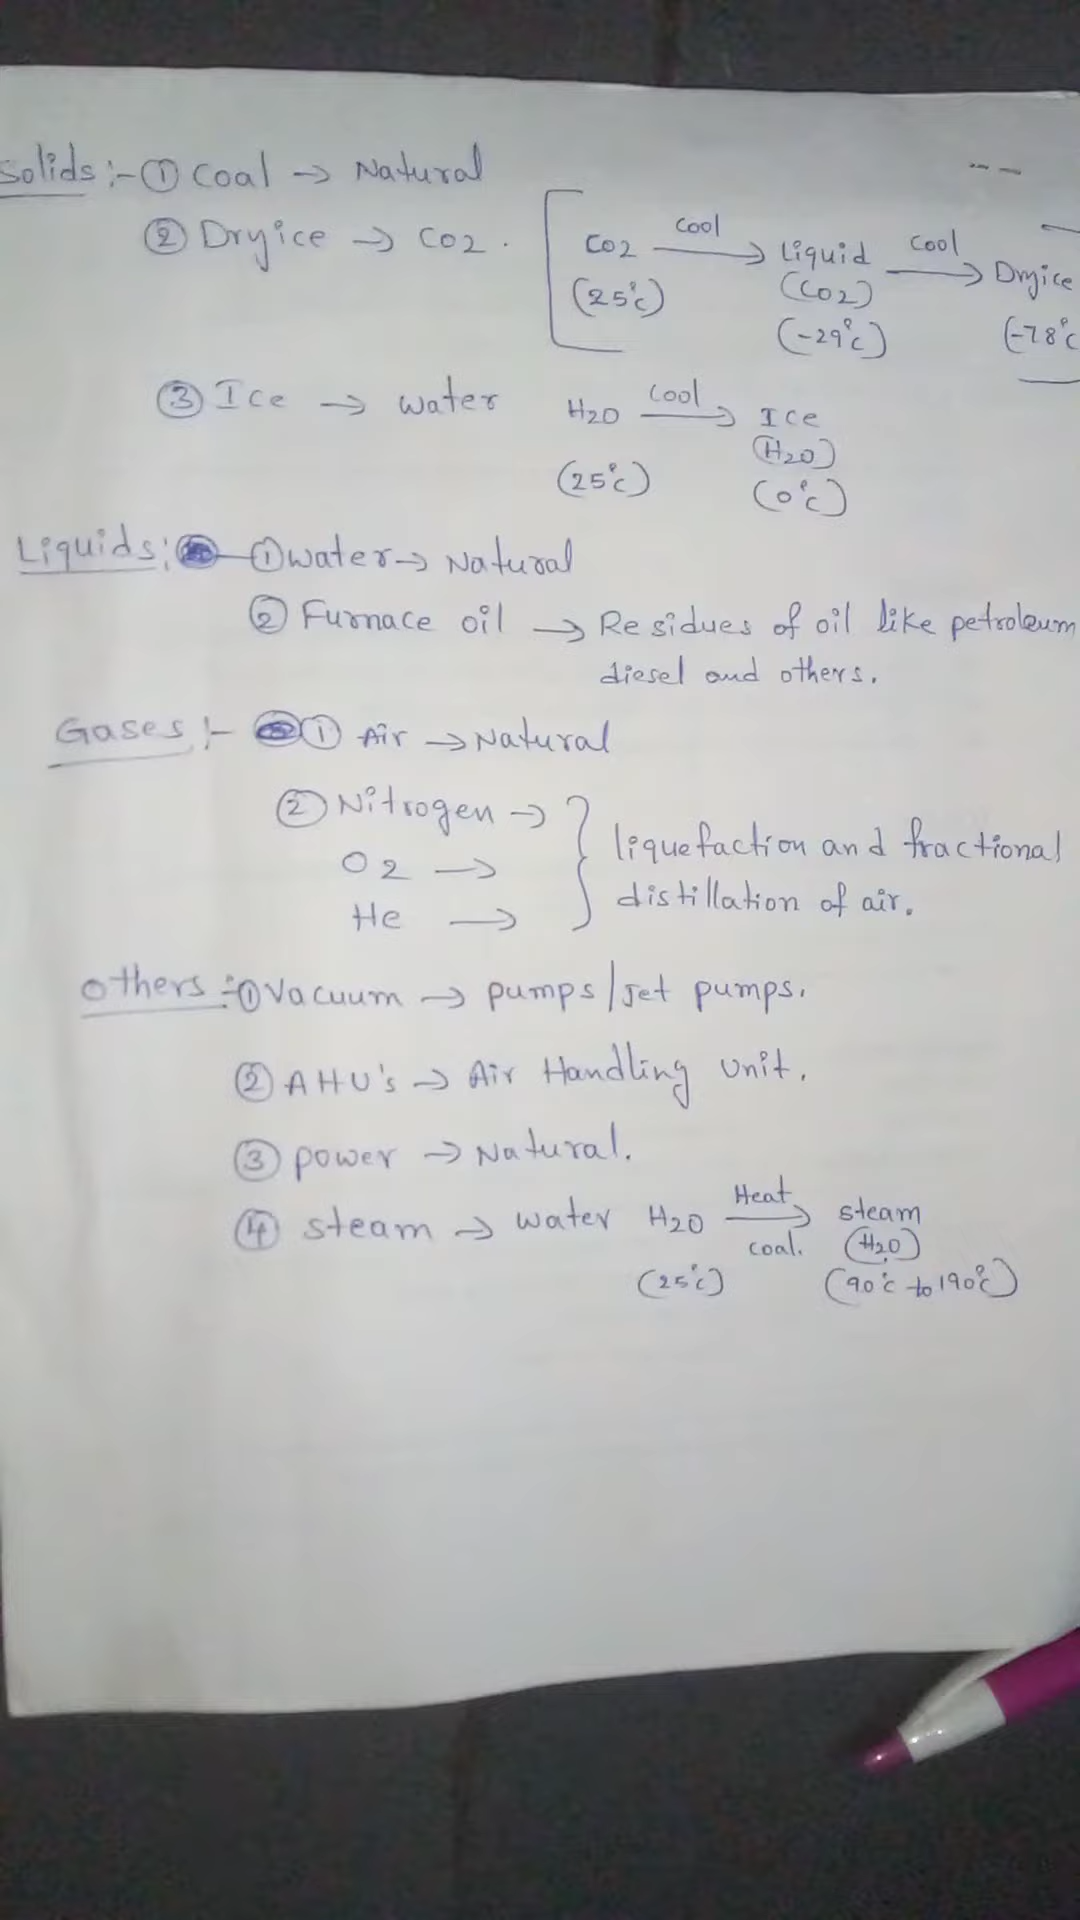 Solids :- ① Coal → Natural
② Dryice → CO2 .
CO2 cool → Liquid cool → Dryice
(25°c) (CO2)
(-29°c) (-78°c
③ Ice → water H2O cool → Ice
(H2O)
(25°c) (0°c)
Liquids: ① water → Natural
② Furnace oil → Residues of oil like petroleum
diesel and others.
Gases :- ① Air → Natural
② Nitrogen →
O2 →
He →
liquefaction and fractional
distillation of air.
Others :- ① Vacuum → pumps/Jet pumps.
② AHU's → Air Handling unit.
③ power → Natural.
④ steam → water H2O Heat → steam
coal. (H2O)
(25°c) (90°c to 190°c)